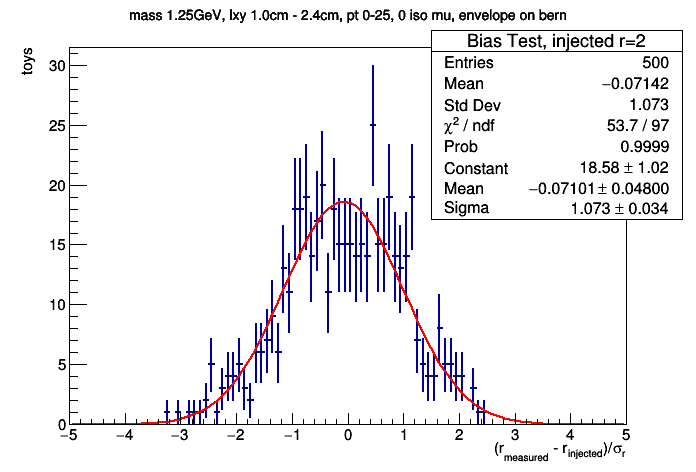 mass 1.25GeV, lxy 1.0cm - 2.4cm, pt 0-25, 0 iso mu, envelope on bern
Bias Test, injected r=2
Entries 500
Mean −0.07142
Std Dev 1.073
χ² / ndf 53.7 / 97
Prob 0.9999
Constant 18.58 ± 1.02
Mean −0.07101 ± 0.04800
Sigma 1.073 ± 0.034
toys
30
25
20
15
10
5
0
−5 −4 −3 −2 −1 0 1 2 3 4 5
(r_measured - r_injected)/σ_r